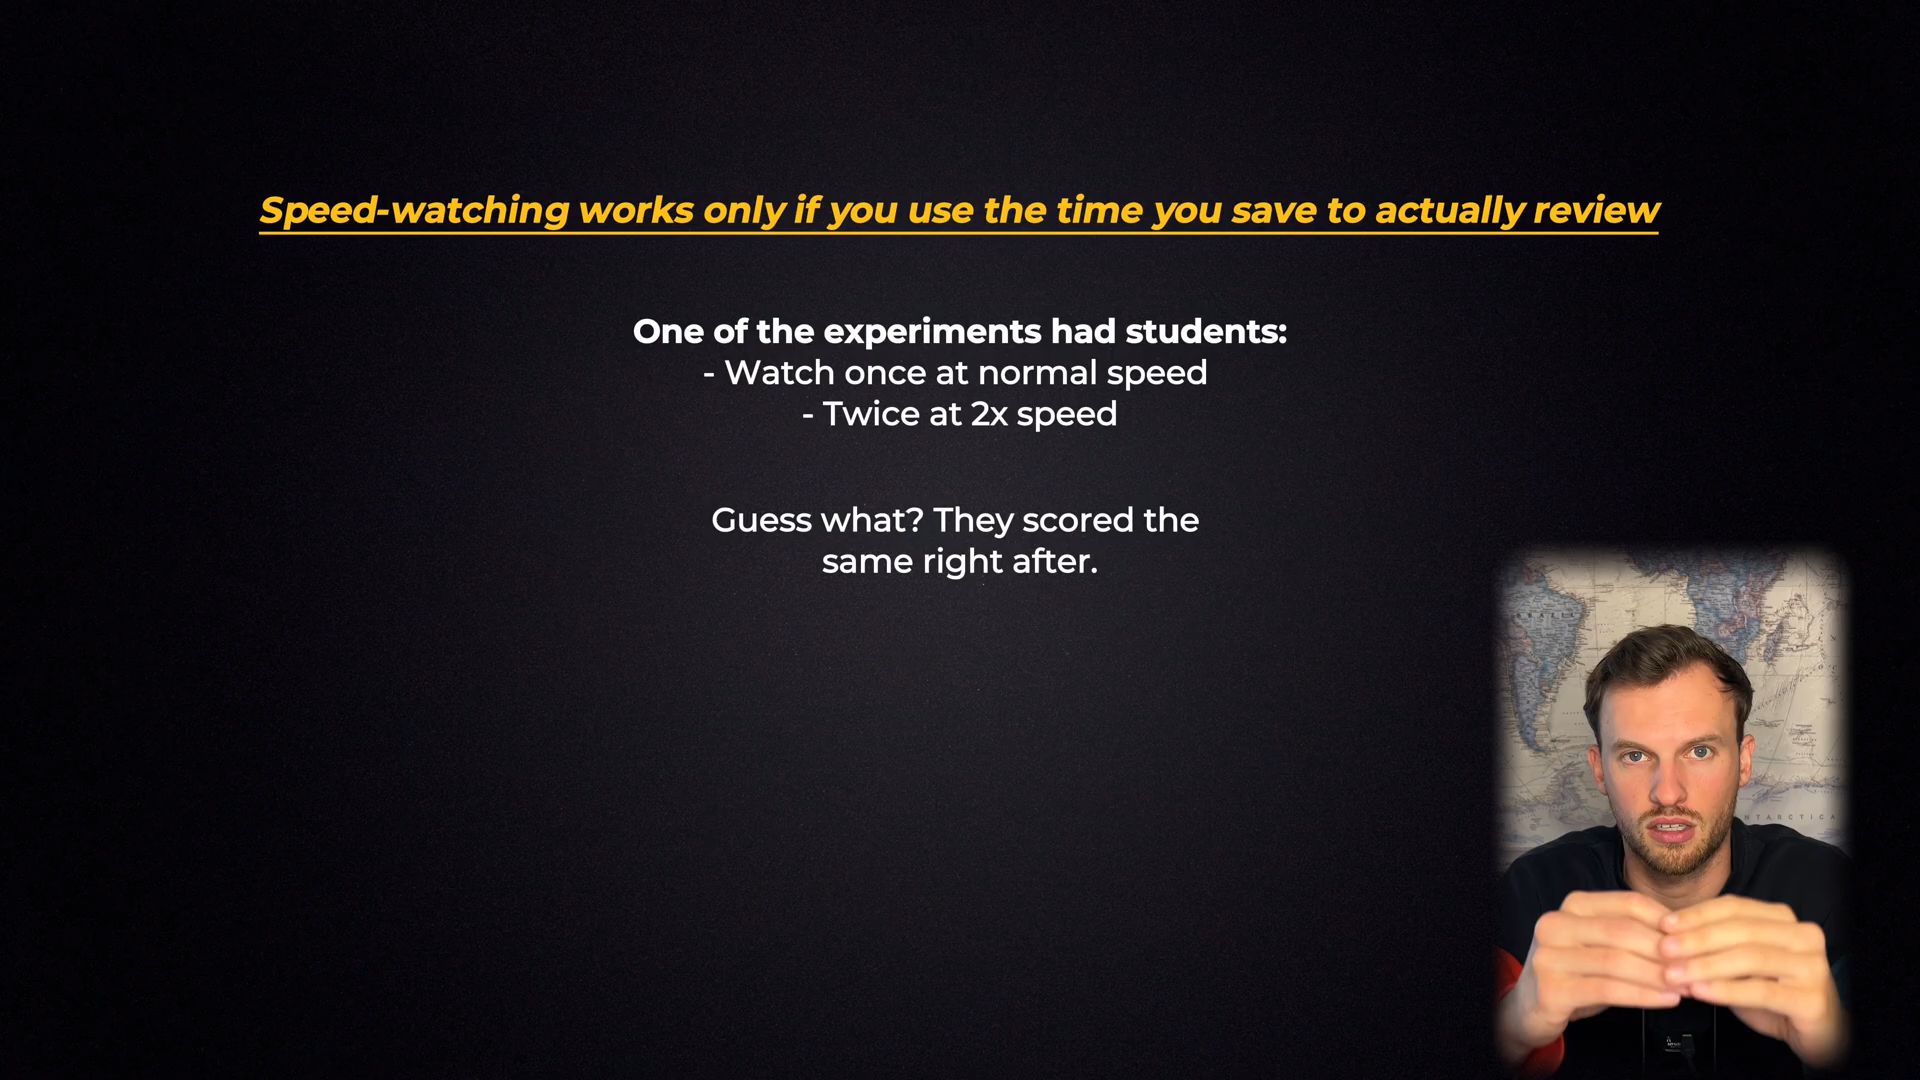 Speed-watching works only if you use the time you save to actually review
One of the experiments had students:
- Watch once at normal speed
- Twice at 2x speed
Guess what? They scored the
same right after.